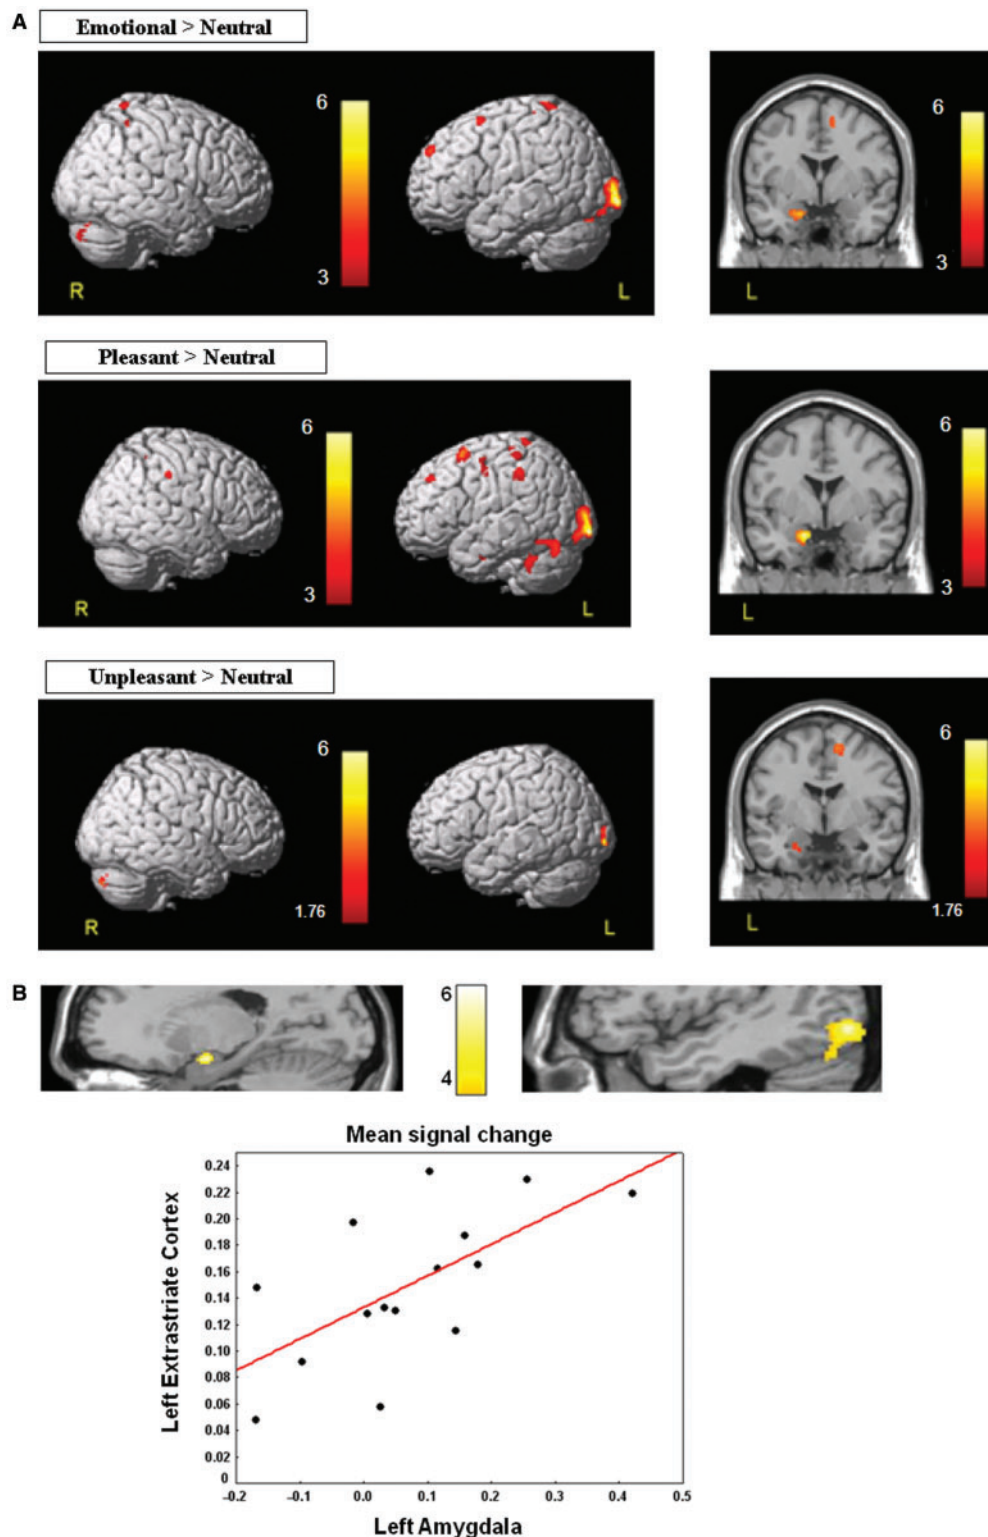 A
Emotional > Neutral
6
3
R
L
6
3
L
Pleasant > Neutral
6
3
R
L
6
3
L
Unpleasant > Neutral
6
1.76
R
L
6
1.76
L
B
6
4
Mean signal change
Left Extrastriate Cortex
0.24
0.22
0.20
0.18
0.16
0.14
0.12
0.10
0.08
0.06
0.04
0.02
0
-0.2 -0.1 0.0 0.1 0.2 0.3 0.4 0.5
Left Amygdala